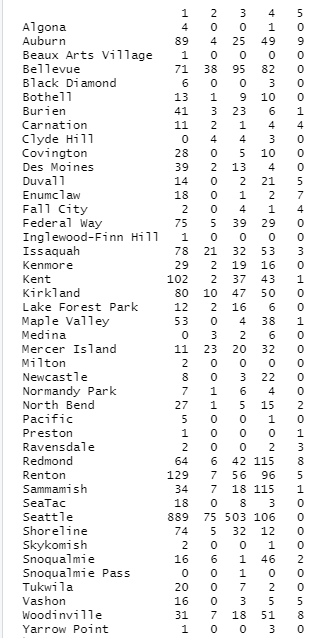 1 2 3 4 5
Algona 4 0 0 1 0
Auburn 89 4 25 49 9
Beaux Arts Village 1 0 0 0 0
Bellevue 71 38 95 82 0
Black Diamond 6 0 0 3 0
Bothell 13 1 9 10 0
Burien 41 3 23 6 1
Carnation 11 2 1 4 4
Clyde Hill 0 4 4 3 0
Covington 28 0 5 10 0
Des Moines 39 2 13 4 0
Duvall 14 0 2 21 5
Enumclaw 18 0 1 2 7
Fall City 2 0 4 1 4
Federal Way 75 5 39 29 0
Inglewood-Finn Hill 1 0 0 0 0
Issaquah 78 21 32 53 3
Kenmore 29 2 19 16 0
Kent 102 2 37 43 1
Kirkland 80 10 47 50 0
Lake Forest Park 12 2 16 6 0
Maple Valley 53 0 4 38 1
Medina 0 3 2 6 0
Mercer Island 11 23 20 32 0
Milton 2 0 0 0 0
Newcastle 8 0 3 22 0
Normandy Park 7 1 6 4 0
North Bend 27 1 5 15 2
Pacific 5 0 0 1 0
Preston 1 0 0 0 1
Ravensdale 2 0 0 2 3
Redmond 64 6 42 115 8
Renton 129 7 56 96 5
Sammamish 34 7 18 115 1
SeaTac 18 0 8 3 0
Seattle 889 75 503 106 0
Shoreline 74 5 32 12 0
Skykomish 2 0 0 1 0
Snoqualmie 16 6 1 46 2
Snoqualmie Pass 0 0 1 0 0
Tukwila 20 0 7 2 0
Vashon 16 0 3 5 5
Woodinville 31 7 18 51 8
Yarrow Point 1 0 0 3 0